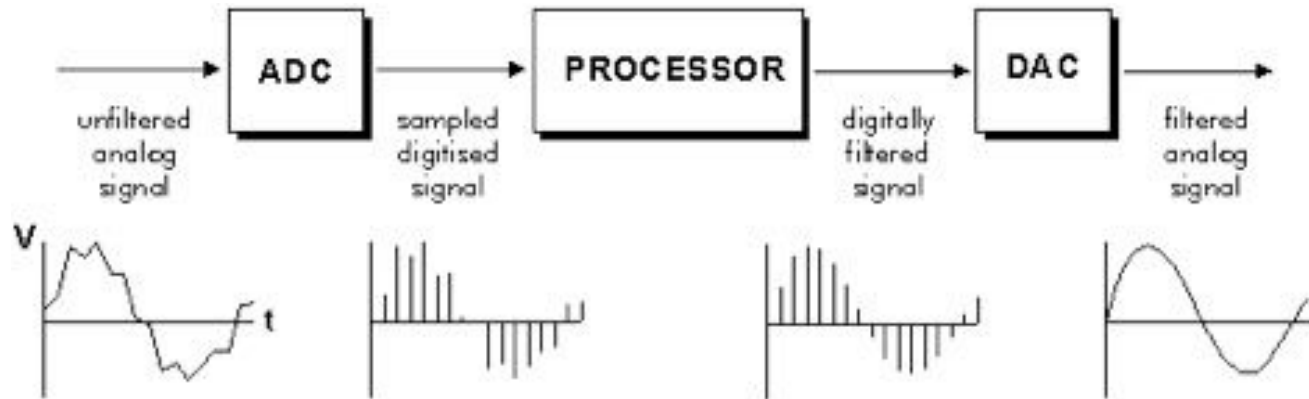 ADC
PROCESSOR
DAC
unfiltered
analog
signal
sampled
digitised
signal
digitally
filtered
signal
filtered
analog
signal
V
t